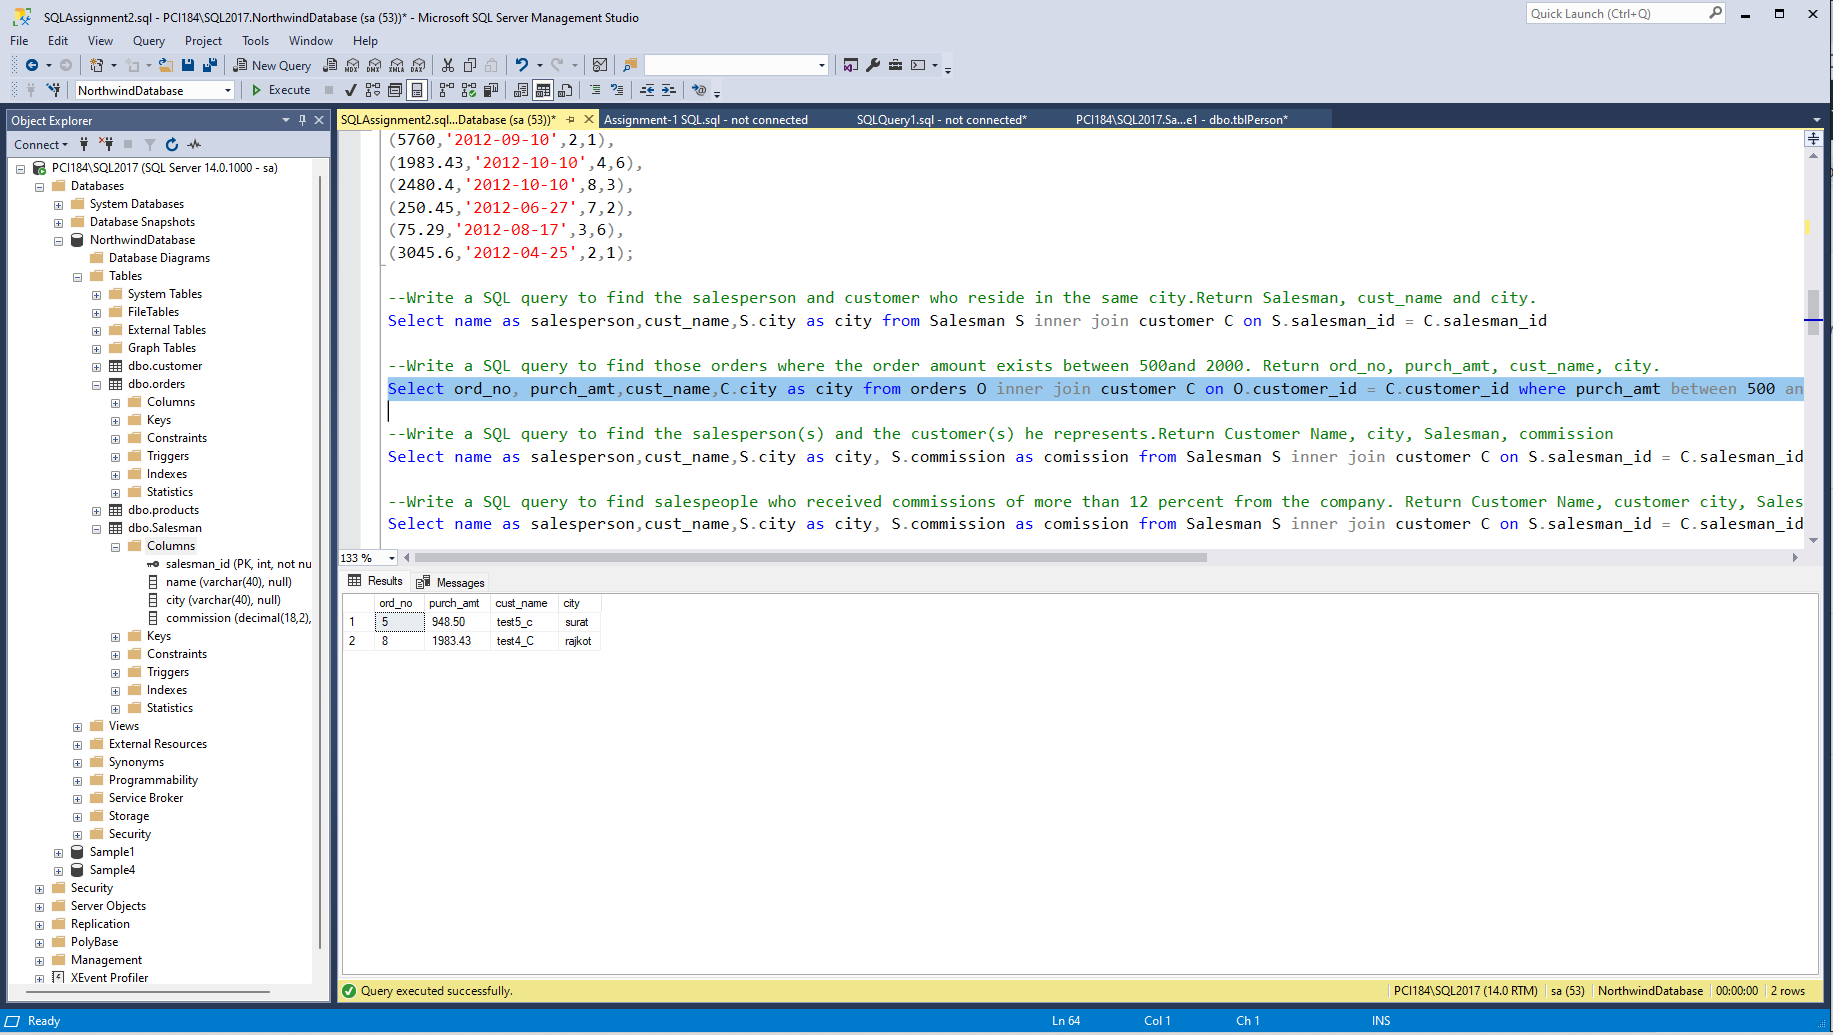 SQLAssignment2.sql - PCI184\SQL2017.NorthwindDatabase (sa (53))* - Microsoft SQL Server Management Studio
Quick Launch (Ctrl+Q)
File Edit View Query Project Tools Window Help
New Query
MDX DMX XMLA DAX
NorthwindDatabase
Execute
Object Explorer
Connect
PCI184\SQL2017 (SQL Server 14.0.1000 - sa)
Databases
System Databases
Database Snapshots
NorthwindDatabase
Database Diagrams
Tables
System Tables
FileTables
External Tables
Graph Tables
dbo.customer
dbo.orders
Columns
Keys
Constraints
Triggers
Indexes
Statistics
dbo.products
dbo.Salesman
Columns
salesman_id (PK, int, not nu
name (varchar(40), null)
city (varchar(40), null)
commission (decimal(18,2),
Keys
Constraints
Triggers
Indexes
Statistics
Views
External Resources
Synonyms
Programmability
Service Broker
Storage
Security
Sample1
Sample4
Security
Server Objects
Replication
PolyBase
Management
XEvent Profiler
SQLAssignment2.sql...Database (sa (53))* Assignment-1 SQL.sql - not connected SQLQuery1.sql - not connected* PCI184\SQL2017.Sa...e1 - dbo.tblPerson*
(5760,'2012-09-10',2,1),
(1983.43,'2012-10-10',4,6),
(2480.4,'2012-10-10',8,3),
(250.45,'2012-06-27',7,2),
(75.29,'2012-08-17',3,6),
(3045.6,'2012-04-25',2,1);
--Write a SQL query to find the salesperson and customer who reside in the same city.Return Salesman, cust_name and city.
Select name as salesperson,cust_name,S.city as city from Salesman S inner join customer C on S.salesman_id = C.salesman_id
--Write a SQL query to find those orders where the order amount exists between 500and 2000. Return ord_no, purch_amt, cust_name, city.
Select ord_no, purch_amt,cust_name,C.city as city from orders O inner join customer C on O.customer_id = C.customer_id where purch_amt between 500 an
--Write a SQL query to find the salesperson(s) and the customer(s) he represents.Return Customer Name, city, Salesman, commission
Select name as salesperson,cust_name,S.city as city, S.commission as comission from Salesman S inner join customer C on S.salesman_id = C.salesman_id
--Write a SQL query to find salespeople who received commissions of more than 12 percent from the company. Return Customer Name, customer city, Sales
Select name as salesperson,cust_name,S.city as city, S.commission as comission from Salesman S inner join customer C on S.salesman_id = C.salesman_id
133 %
Results Messages
ord_no purch_amt cust_name city
1 5 948.50 test5_c surat
2 8 1983.43 test4_C rajkot
Query executed successfully.
PCI184\SQL2017 (14.0 RTM) sa (53) NorthwindDatabase 00:00:00 2 rows
Ready
Ln 64 Col 1 Ch 1 INS